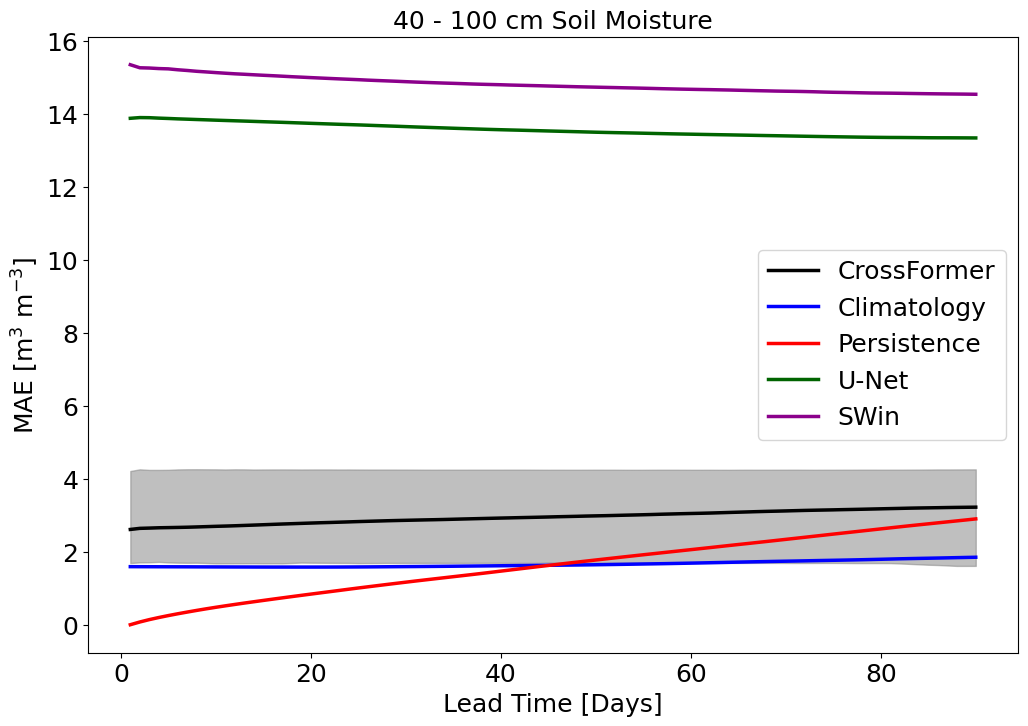 40 - 100 cm Soil Moisture
MAE [m³ m⁻³]
16
14
12
10
8
6
4
2
0
CrossFormer
Climatology
Persistence
U-Net
SWin
0 20 40 60 80
Lead Time [Days]